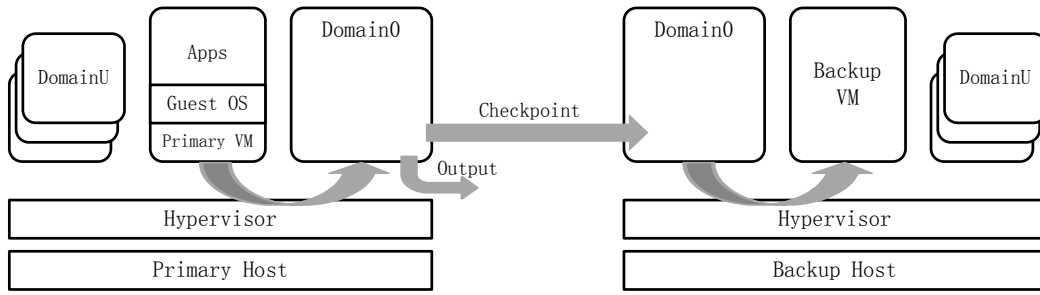 Domain0
Domain0
Apps
DomainU
Backup
VM
DomainU
Guest OS
Checkpoint
Primary VM
Output
Hypervisor
Hypervisor
Primary Host
Backup Host